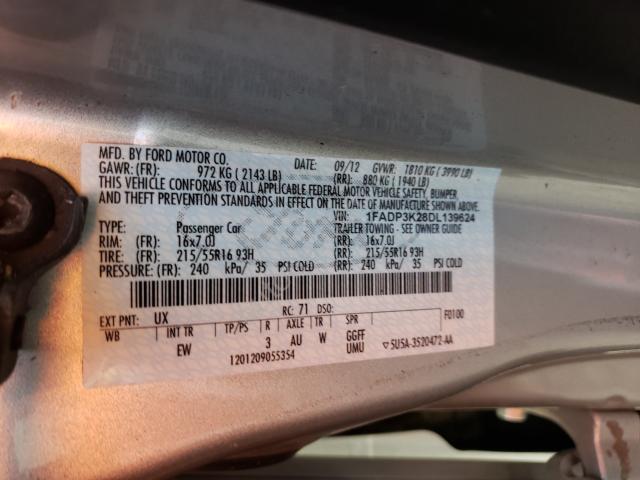 MFD. BY FORD MOTOR CO.
DATE: 09/12 GVWR: 1810 KG ( 3990 LB)
GAWR: (FR): 972 KG ( 2143 LB) (RR): 880 KG ( 1940 LB)
THIS VEHICLE CONFORMS TO ALL APPLICABLE FEDERAL MOTOR VEHICLE SAFETY, BUMPER,
AND THEFT PREVENTION STANDARDS IN EFFECT ON THE DATE OF MANUFACTURE SHOWN ABOVE.
VIN: 1FADP3K28DL139624
TYPE: Passenger Car TRAILER TOWING - SEE OWNER GUIDE
RIM: (FR): 16x7.0J (RR): 16x7.0J
TIRE: (FR): 215/55R16 93H (RR): 215/55R16 93H
PRESSURE: (FR): 240 kPa/ 35 PSI COLD (RR): 240 kPa/ 35 PSI COLD
EXT PNT: UX RC: 71 DSO: F0100
WB INT TR TP/PS R AXLE TR SPR
EW 3 AU W GGFF
UMU
1201209055354 ▽ 5U5A-3520472-AA